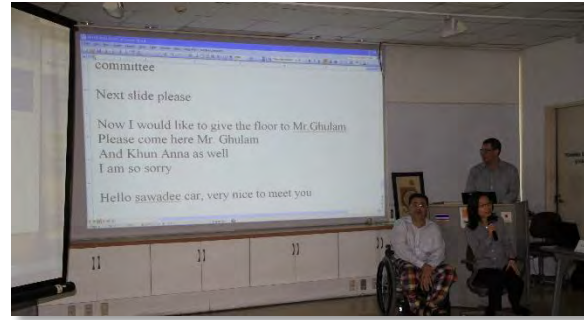 committee
Next slide please
Now I would like to give the floor to Mr.Ghulam
Please come here Mr. Ghulam
And Khun Anna as well
I am so sorry
Hello sawadee car, very nice to meet you